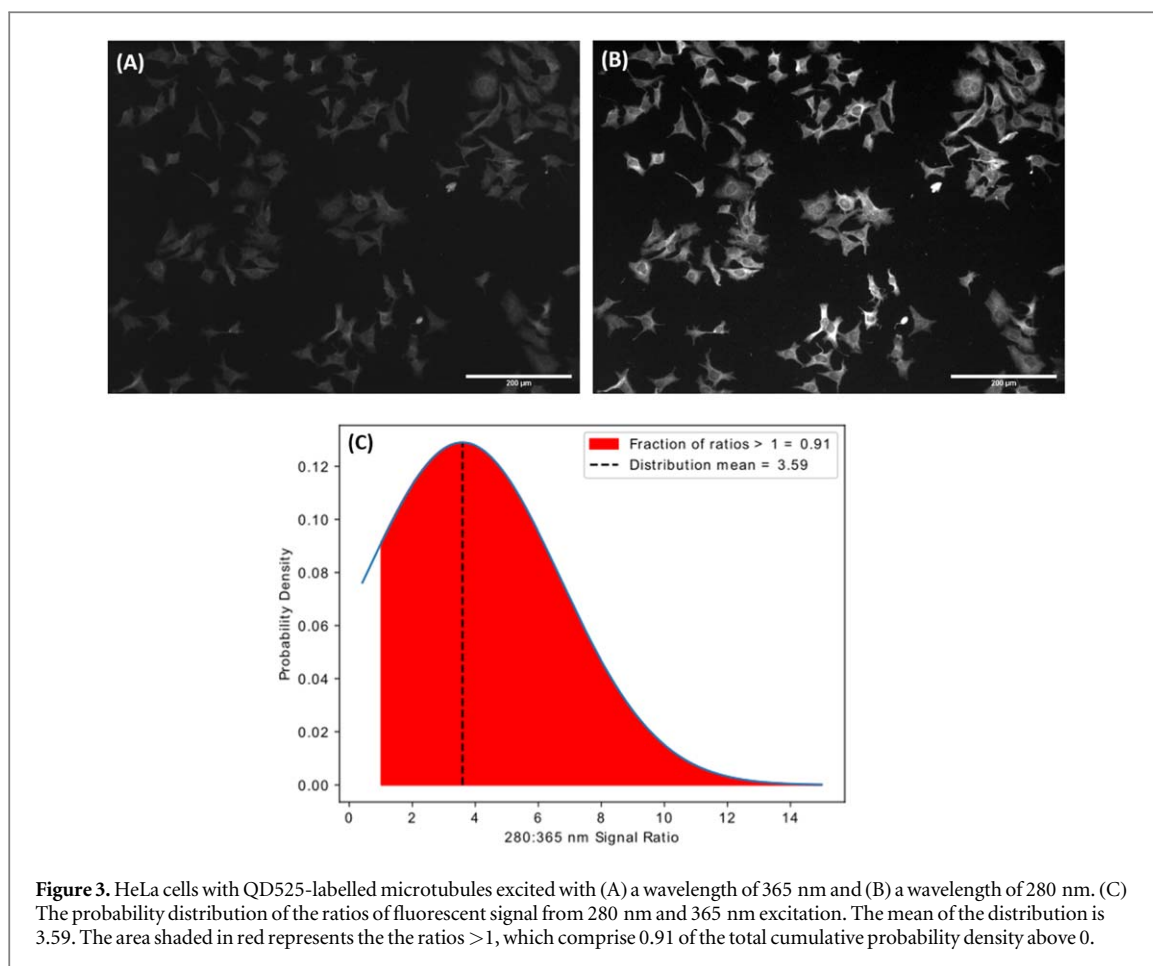 (A)
(B)
200 µm
200 µm
(C)
Fraction of ratios > 1 = 0.91
Distribution mean = 3.59
Probability Density
0.12
0.10
0.08
0.06
0.04
0.02
0.00
0 2 4 6 8 10 12 14
280:365 nm Signal Ratio
Figure 3. HeLa cells with QD525-labelled microtubules excited with (A) a wavelength of 365 nm and (B) a wavelength of 280 nm. (C)
The probability distribution of the ratios of fluorescent signal from 280 nm and 365 nm excitation. The mean of the distribution is
3.59. The area shaded in red represents the the ratios >1, which comprise 0.91 of the total cumulative probability density above 0.